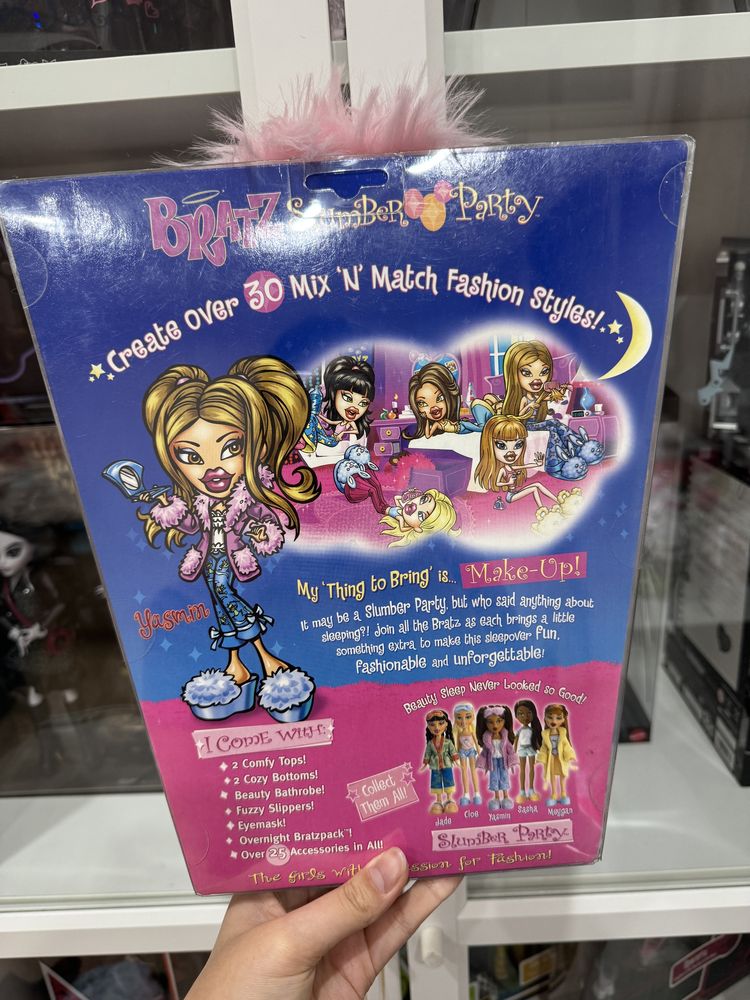 BRATZ SLUMBER PARTY™
Create Over 30 Mix 'N' Match Fashion Styles!
My 'Thing to Bring' is... Make-Up!
It may be a Slumber Party, but who said anything about
sleeping?! Join all the Bratz as each brings a little
something extra to make this sleepover fun,
fashionable and unforgettable!
Yasmin
Beauty Sleep Never Looked so Good!
I Come With:
2 Comfy Tops!
2 Cozy Bottoms!
Beauty Bathrobe!
Fuzzy Slippers!
Eyemask!
Overnight Bratzpack™!
Over 25 Accessories in All!
Collect
Them All!
Jade Cloe Yasmin Sasha Meygan
Slumber Party
The Girls with ssion for Fashion!